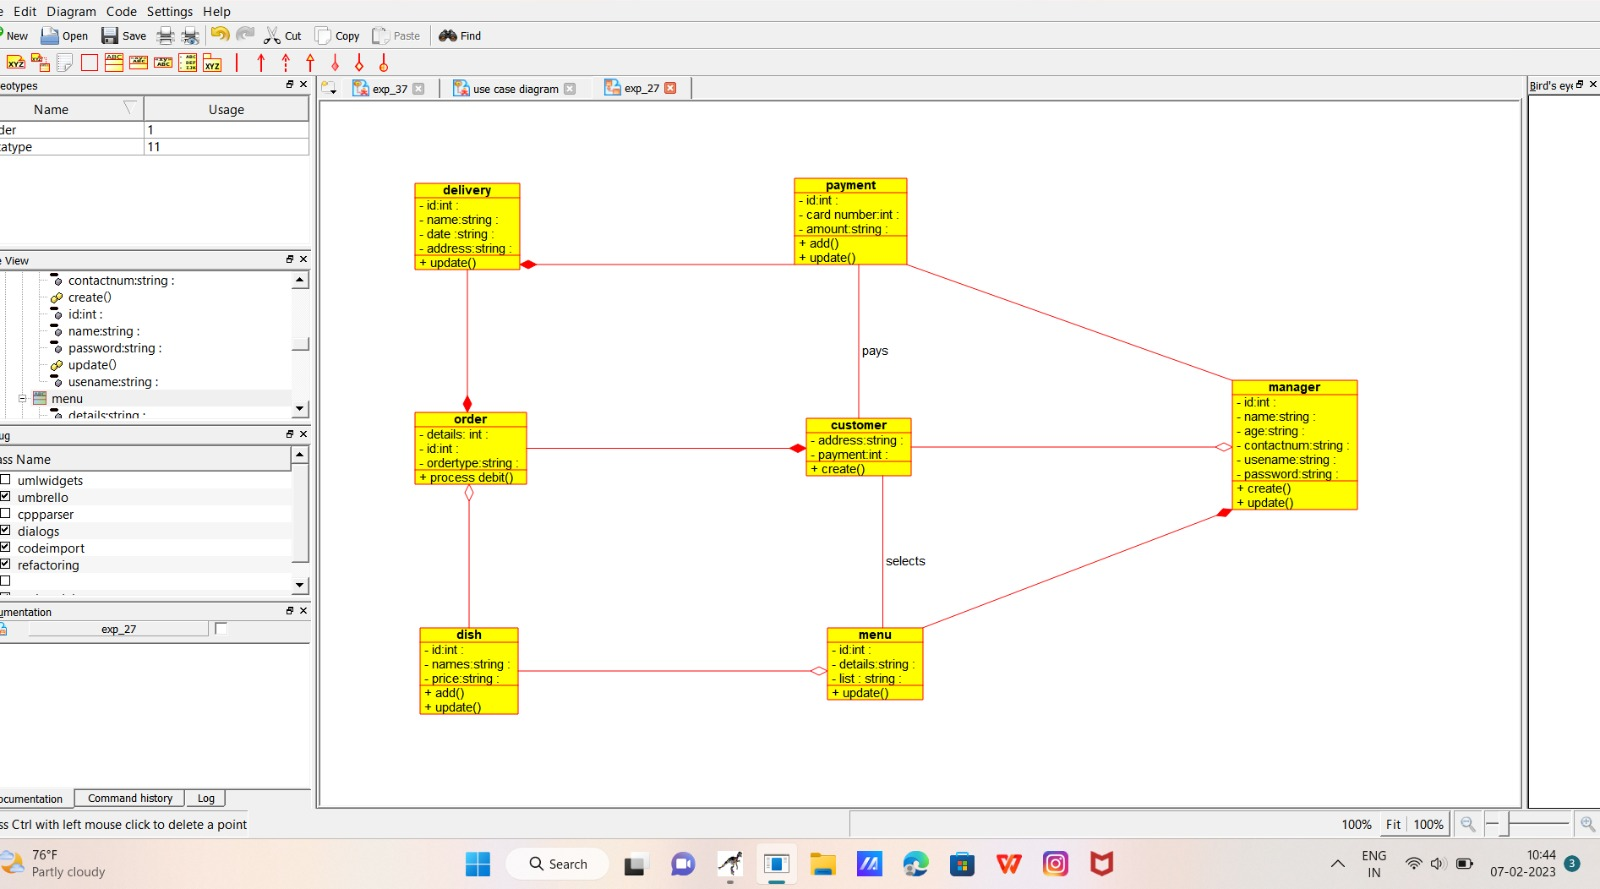 Edit Diagram Code Settings Help
New Open Save Cut Copy Paste Find
eotypes
Name Usage
der 1
atype 11
e View
contactnum:string :
create()
id:int :
name:string :
password:string :
update()
usename:string :
menu
details:string :
ug
ass Name
umlwidgets
umbrello
cppparser
dialogs
codeimport
refactoring
umentation
exp_27
ocumentation Command history Log
ss Ctrl with left mouse click to delete a point
exp_37 use case diagram exp_27
Bird's eye
delivery
- id:int :
- name:string :
- date :string :
- address:string :
+ update()
payment
- id:int :
- card number:int :
- amount:string :
+ add()
+ update()
pays
manager
- id:int :
- name:string :
- age:string :
- contactnum:string :
- usename:string :
- password:string :
+ create()
+ update()
order
- details: int :
- id:int :
- ordertype:string :
+ process debit()
customer
- address:string :
- payment:int :
+ create()
selects
dish
- id:int :
- names:string :
- price:string :
+ add()
+ update()
menu
- id:int :
- details:string :
- list : string :
+ update()
100% Fit 100%
76°F
Partly cloudy
Search
ENG
IN
10:44
07-02-2023
3